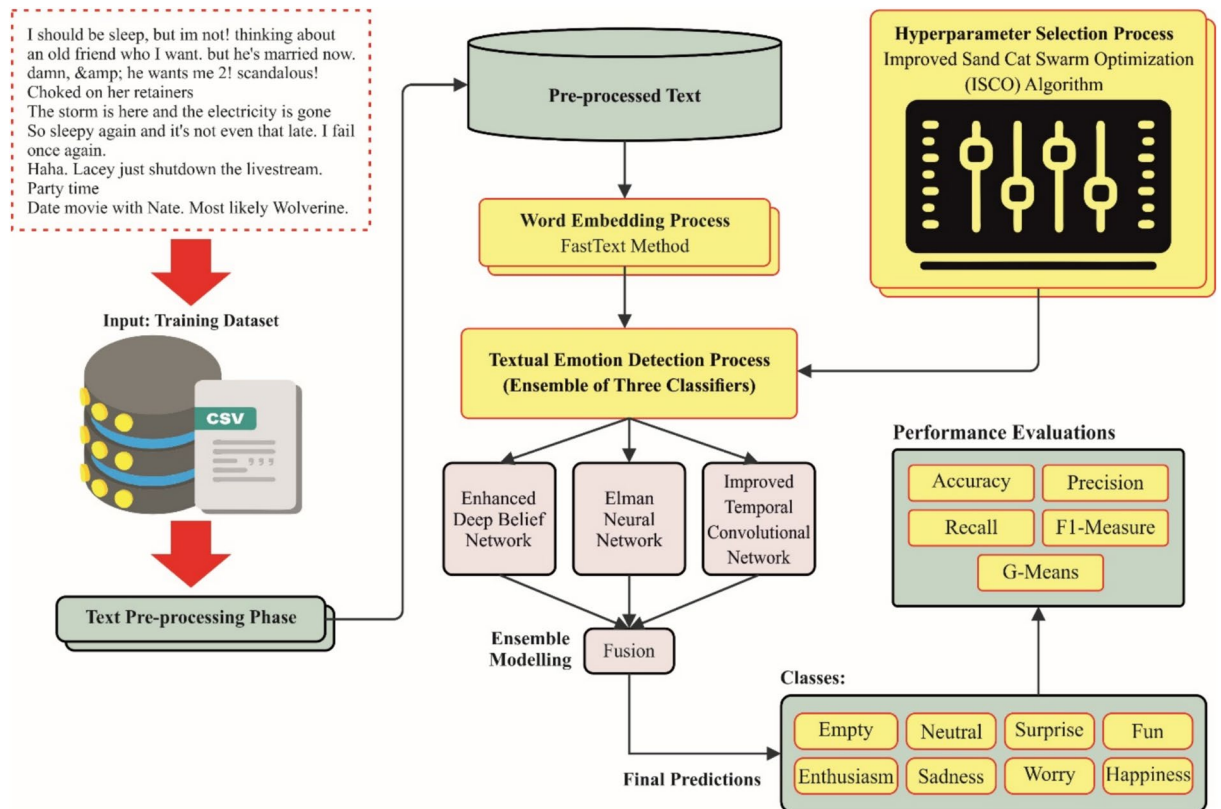 I should be sleep, but im not! thinking about
an old friend who I want. but he's married now.
damn, &amp; he wants me 2! scandalous!
Choked on her retainers
The storm is here and the electricity is gone
So sleepy again and it's not even that late. I fail
once again.
Haha. Lacey just shutdown the livestream.
Party time
Date movie with Nate. Most likely Wolverine.
Input: Training Dataset
CSV
,,,
Text Pre-processing Phase
Pre-processed Text
Word Embedding Process
FastText Method
Hyperparameter Selection Process
Improved Sand Cat Swarm Optimization
(ISCO) Algorithm
Textual Emotion Detection Process
(Ensemble of Three Classifiers)
Enhanced
Deep Belief
Network
Elman
Neural
Network
Improved
Temporal
Convolutional
Network
Ensemble
Modelling
Fusion
Final Predictions
Classes:
Empty
Neutral
Surprise
Fun
Enthusiasm
Sadness
Worry
Happiness
Performance Evaluations
Accuracy
Precision
Recall
F1-Measure
G-Means